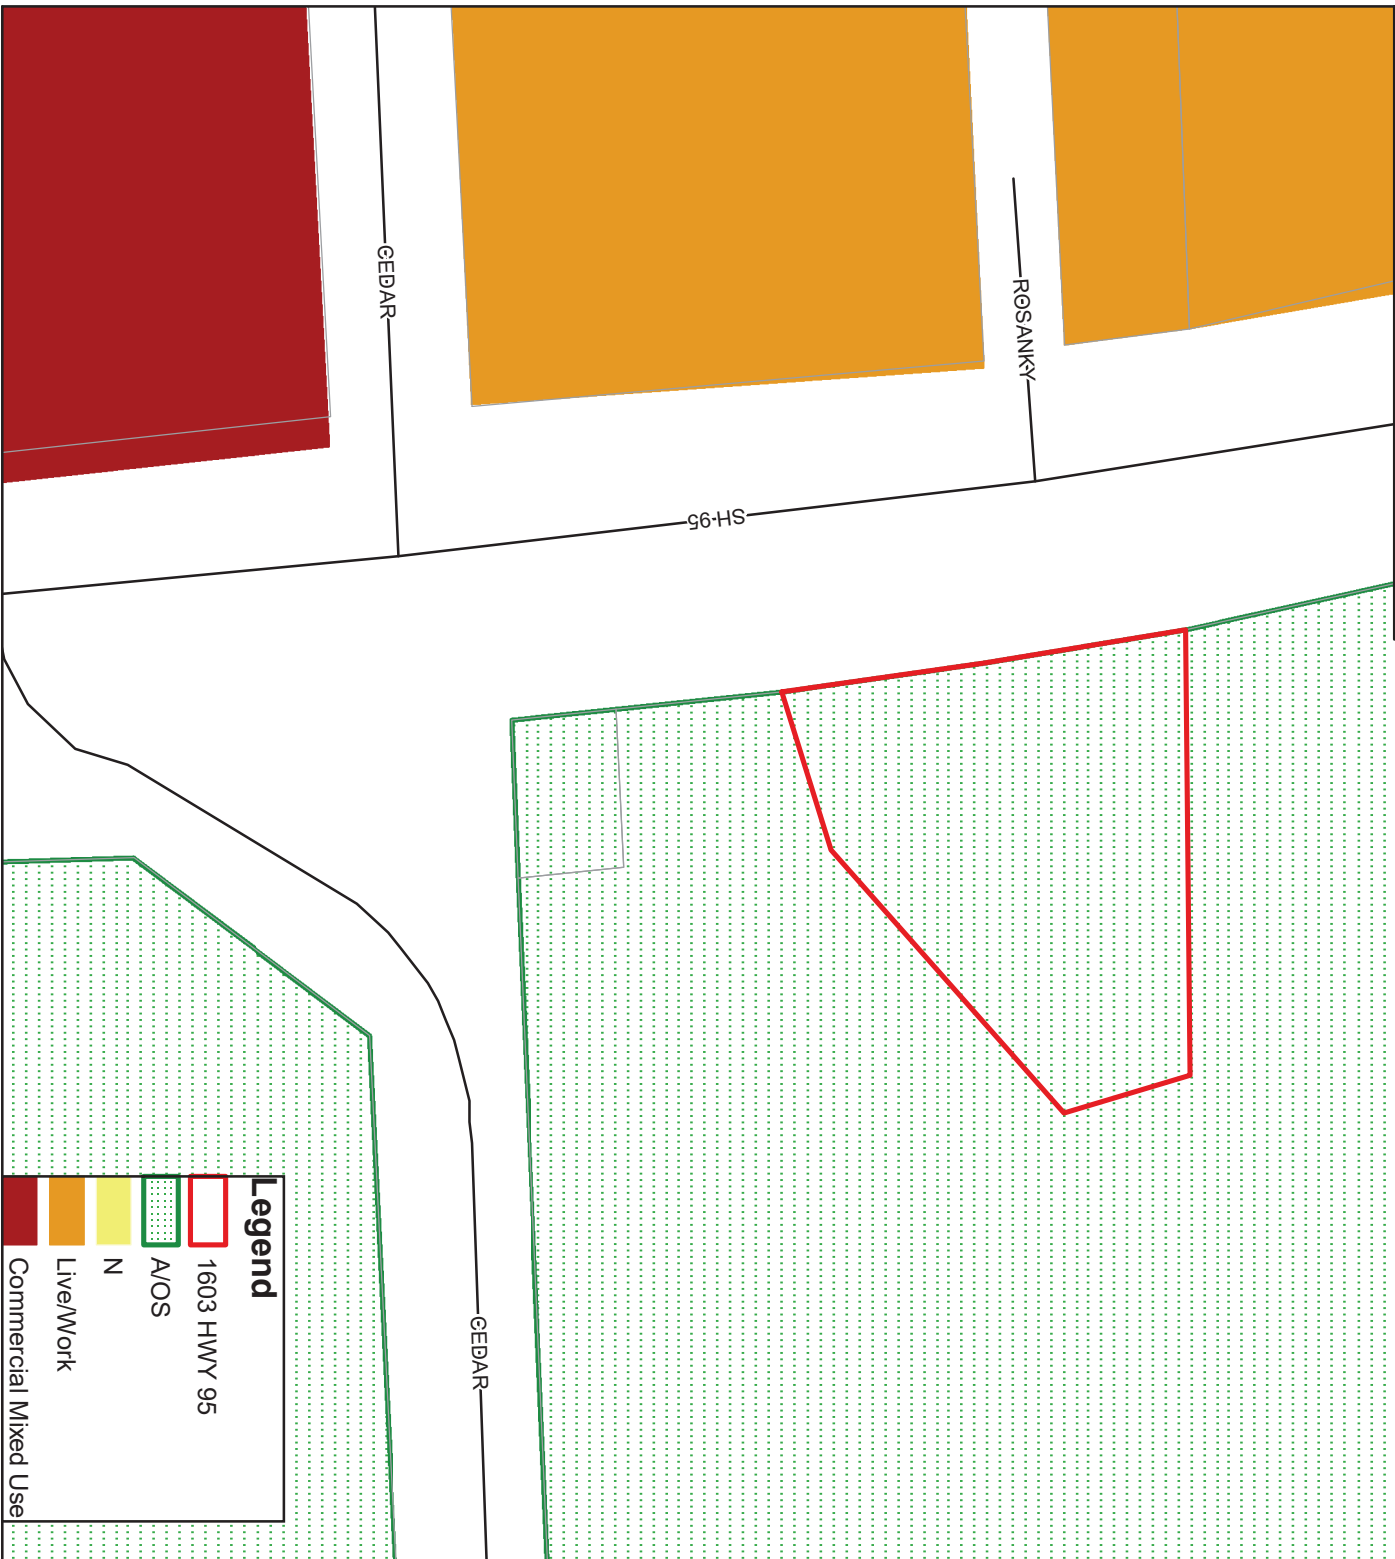 CEDAR
ROSANKY
SH-95
CEDAR
Legend
1603 HWY 95
A/OS
N
Live/Work
Commercial Mixed Use